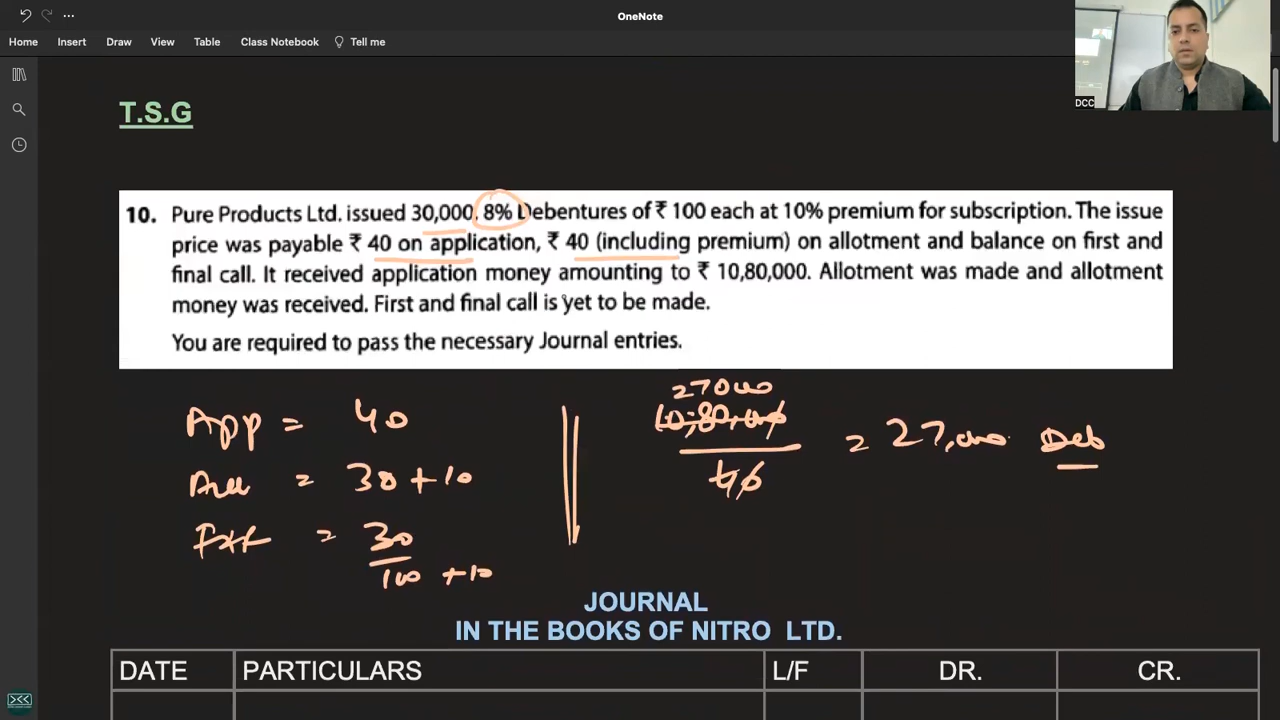 OneNote
Home Insert Draw View Table Class Notebook Tell me
DCC
T.S.G
10. Pure Products Ltd. issued 30,000, 8% Debentures of ₹ 100 each at 10% premium for subscription. The issue
price was payable ₹ 40 on application, ₹ 40 (including premium) on allotment and balance on first and
final call. It received application money amounting to ₹ 10,80,000. Allotment was made and allotment
money was received. First and final call is yet to be made.
You are required to pass the necessary Journal entries.
App = 40
All = 30 + 10
F&F = 30
100 + 10
27000
10,80,000
40
= 27,000 Deb
JOURNAL
IN THE BOOKS OF NITRO LTD.
DATE PARTICULARS L/F DR. CR.